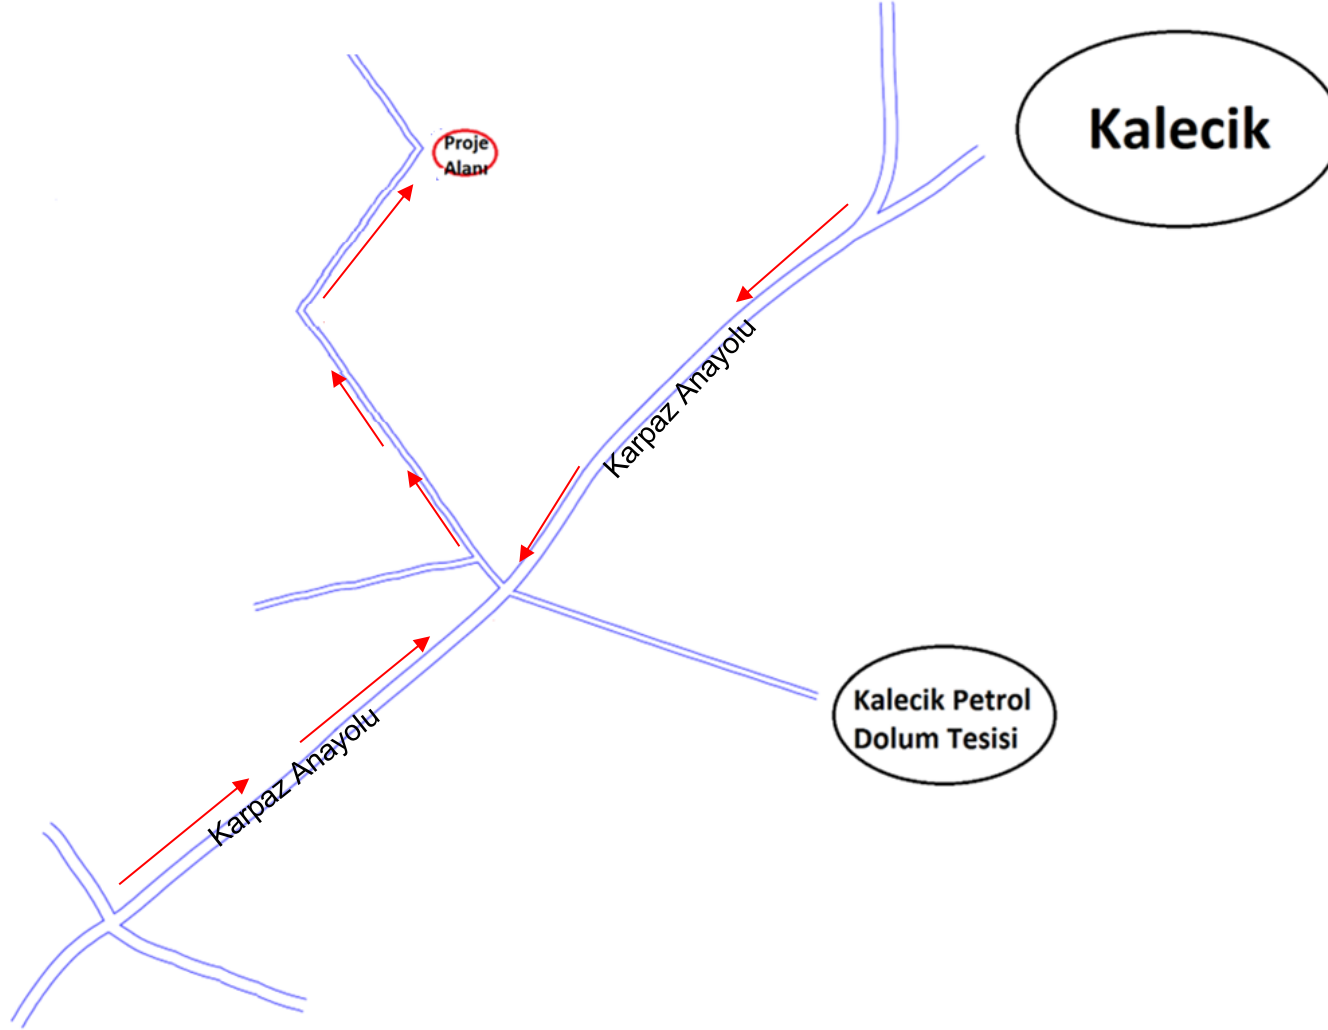 Kalecik
Proje
Alanı
Karpaz Anayolu
Kalecik Petrol
Dolum Tesisi
Karpaz Anayolu